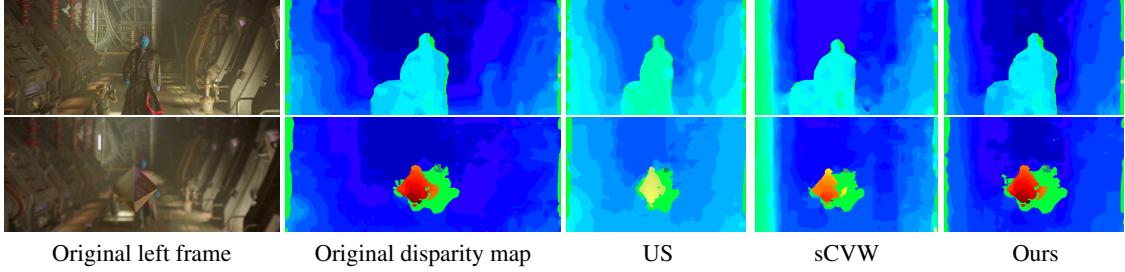 Original left frame
Original disparity map
US
sCVW
Ours